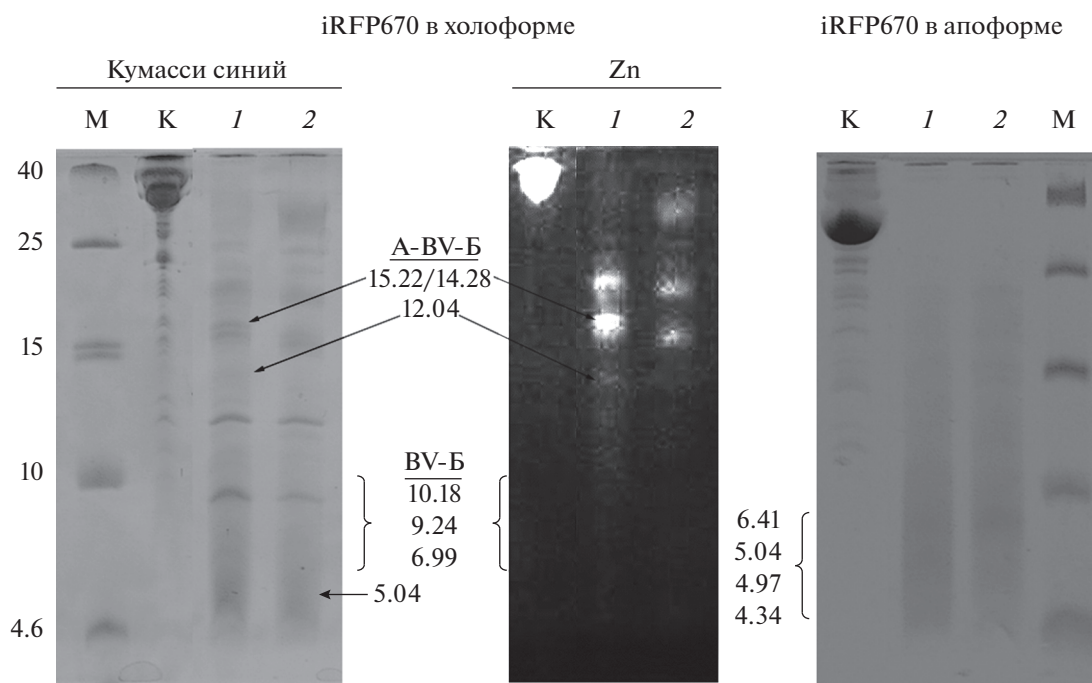 iRFP670 в холоформе
iRFP670 в апоформе
Кумасси синий
Zn
М К 1 2
К 1 2
К 1 2 М
40
25
15
10
4.6
А-BV-Б
15.22/14.28
12.04
BV-Б
10.18
9.24
6.99
5.04
6.41
5.04
4.97
4.34